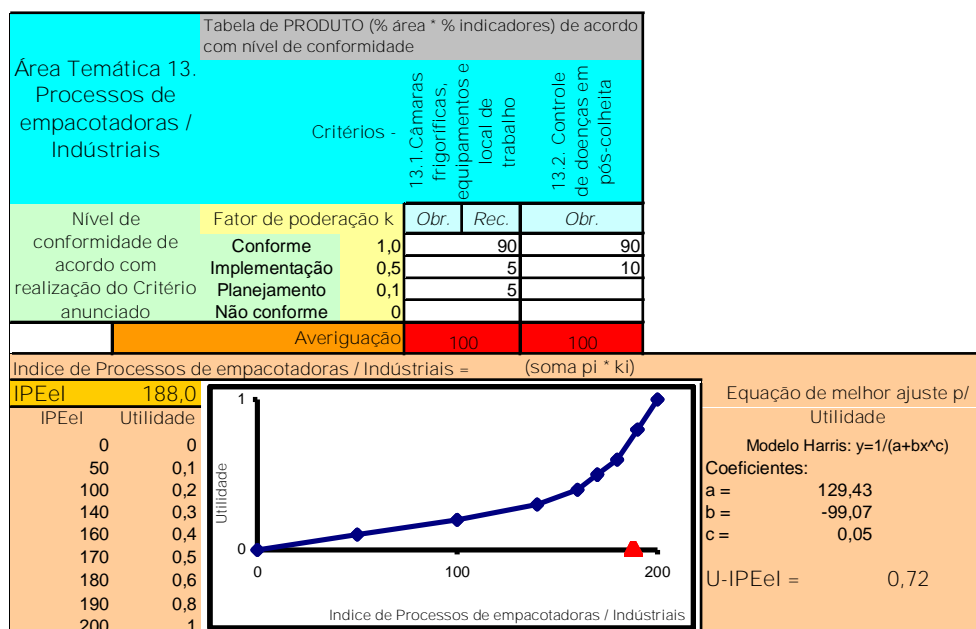 Tabela de PRODUTO (% área * % indicadores) de acordo
com nível de conformidade
Área Temática 13.
Processos de
empacotadoras /
Indústriais
Critérios -
13.1.Câmaras
frigoríficas,
equipamentos e
local de
trabalho
13.2. Controle
de doenças em
pós-colheita
Nível de
conformidade de
acordo com
realização do Critério
anunciado
Fator de poderação k
Obr. Rec. Obr.
Conforme 1,0 90 90
Implementação 0,5 5 10
Planejamento 0,1 5
Não conforme 0
Averiguação 100 100
Indice de Processos de empacotadoras / Indústriais = (soma pi * ki)
IPEel 188,0
IPEel Utilidade
0 0
50 0,1
100 0,2
140 0,3
160 0,4
170 0,5
180 0,6
190 0,8
200 1
Utilidade
1
0
0 100 200
Indice de Processos de empacotadoras / Indústriais
Equação de melhor ajuste p/
Utilidade
Modelo Harris: y=1/(a+bx^c)
Coeficientes:
a = 129,43
b = -99,07
c = 0,05
U-IPEel = 0,72